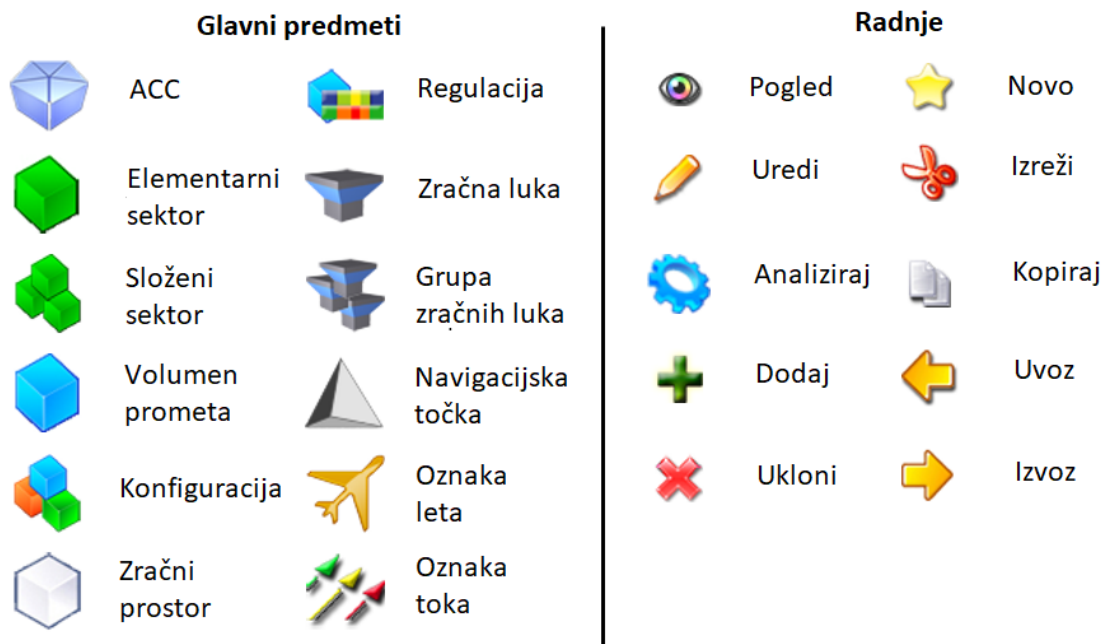 Glavni predmeti
ACC
Regulacija
Elementarni
sektor
Zračna luka
Složeni
sektor
Grupa
zračnih luka
Volumen
prometa
Navigacijska
točka
Konfiguracija
Oznaka
leta
Zračni
prostor
Oznaka
toka
Radnje
Pogled
Novo
Uredi
Izreži
Analiziraj
Kopiraj
Dodaj
Uvoz
Ukloni
Izvoz